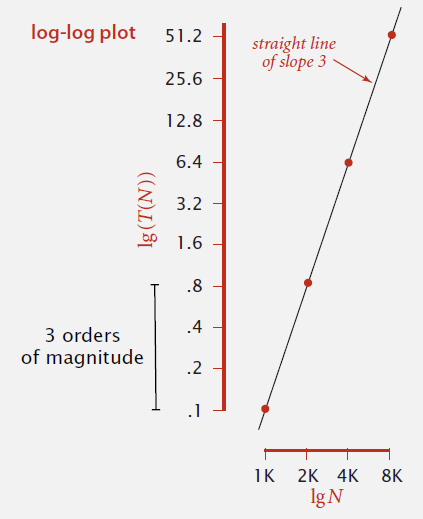 log-log plot
straight line
of slope 3
51.2
25.6
12.8
6.4
3.2
1.6
.8
.4
.2
.1
lg(T(N))
3 orders
of magnitude
1K 2K 4K 8K
lgN